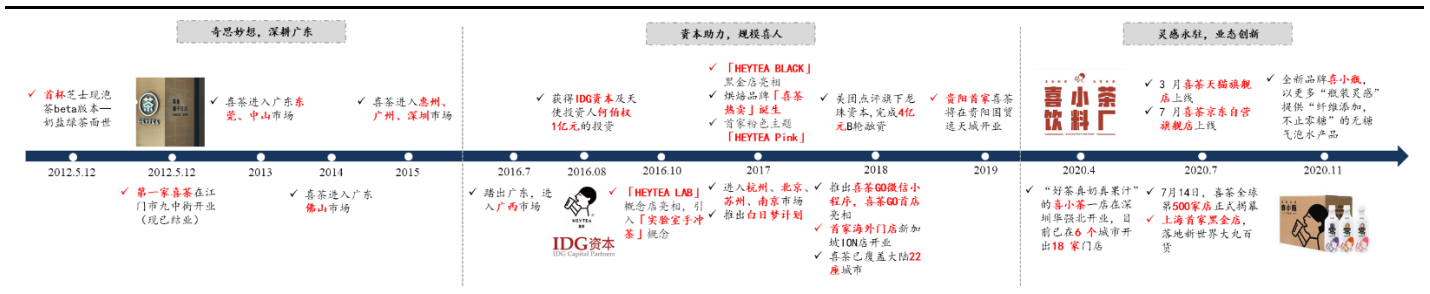 奇思妙想，深耕广东
资本助力，规模喜人
灵感永驻，业态创新
✓ 首杯芝士现泡
茶beta版本——
奶盐绿茶面世
茶
✓ 喜茶进入广东东
莞、中山市场
✓ 喜茶进入惠州、
广州、深圳市场
✓ 获得IDG资本及天
使投资人何伯权
1亿元的投资
✓ 「HEYTEA BLACK」
黑金店亮相
✓ 烘焙品牌「喜茶
热卖」诞生
✓ 首家粉色主题
「HEYTEA Pink」
✓ 美团点评旗下龙
珠资本,完成4亿
元B轮融资
✓ 贵阳首家喜茶
将在贵阳国贸
逸天城开业
喜小茶
饮料厂
✓ 3 月喜茶天猫旗舰
店上线
✓ 7 月喜茶京东自营
旗舰店上线
✓ 全新品牌喜小瓶，
以更多“瓶装灵感”
提供“纤维添加，
不止零糖”的无糖
气泡水产品
2012.5.12
2012.5.12
2013
2014
2015
2016.7
2016.08
2016.10
2017
2018
2019
2020.4
2020.7
2020.11
✓ 第一家喜茶在江
门市九中街开业
（现已结业）
✓ 喜茶进入广东
佛山市场
✓ 踏出广东，进
入广西市场
HEYTEA
喜茶
IDG资本
IDG Capital Partners
✓ 「HEYTEA LAB」
概念店亮相，引
入「实验室手冲
茶」概念
✓ 进入杭州、北京、
苏州、南京市场
✓ 推出白日梦计划
✓ 推出喜茶GO微信小
程序，喜茶GO首店
亮相
✓ 首家海外门店新加
坡ION店开业
✓ 喜茶已覆盖大陆22
座城市
✓ “好茶真奶真果汁”
的喜小茶一店在深
圳华强北开业，目
前已在6 个城市开
出18 家门店
✓ 7月14日，喜茶全球
第500家店正式揭幕
✓ 上海首家黑金店，
落地新世界大丸百
货
喜小瓶